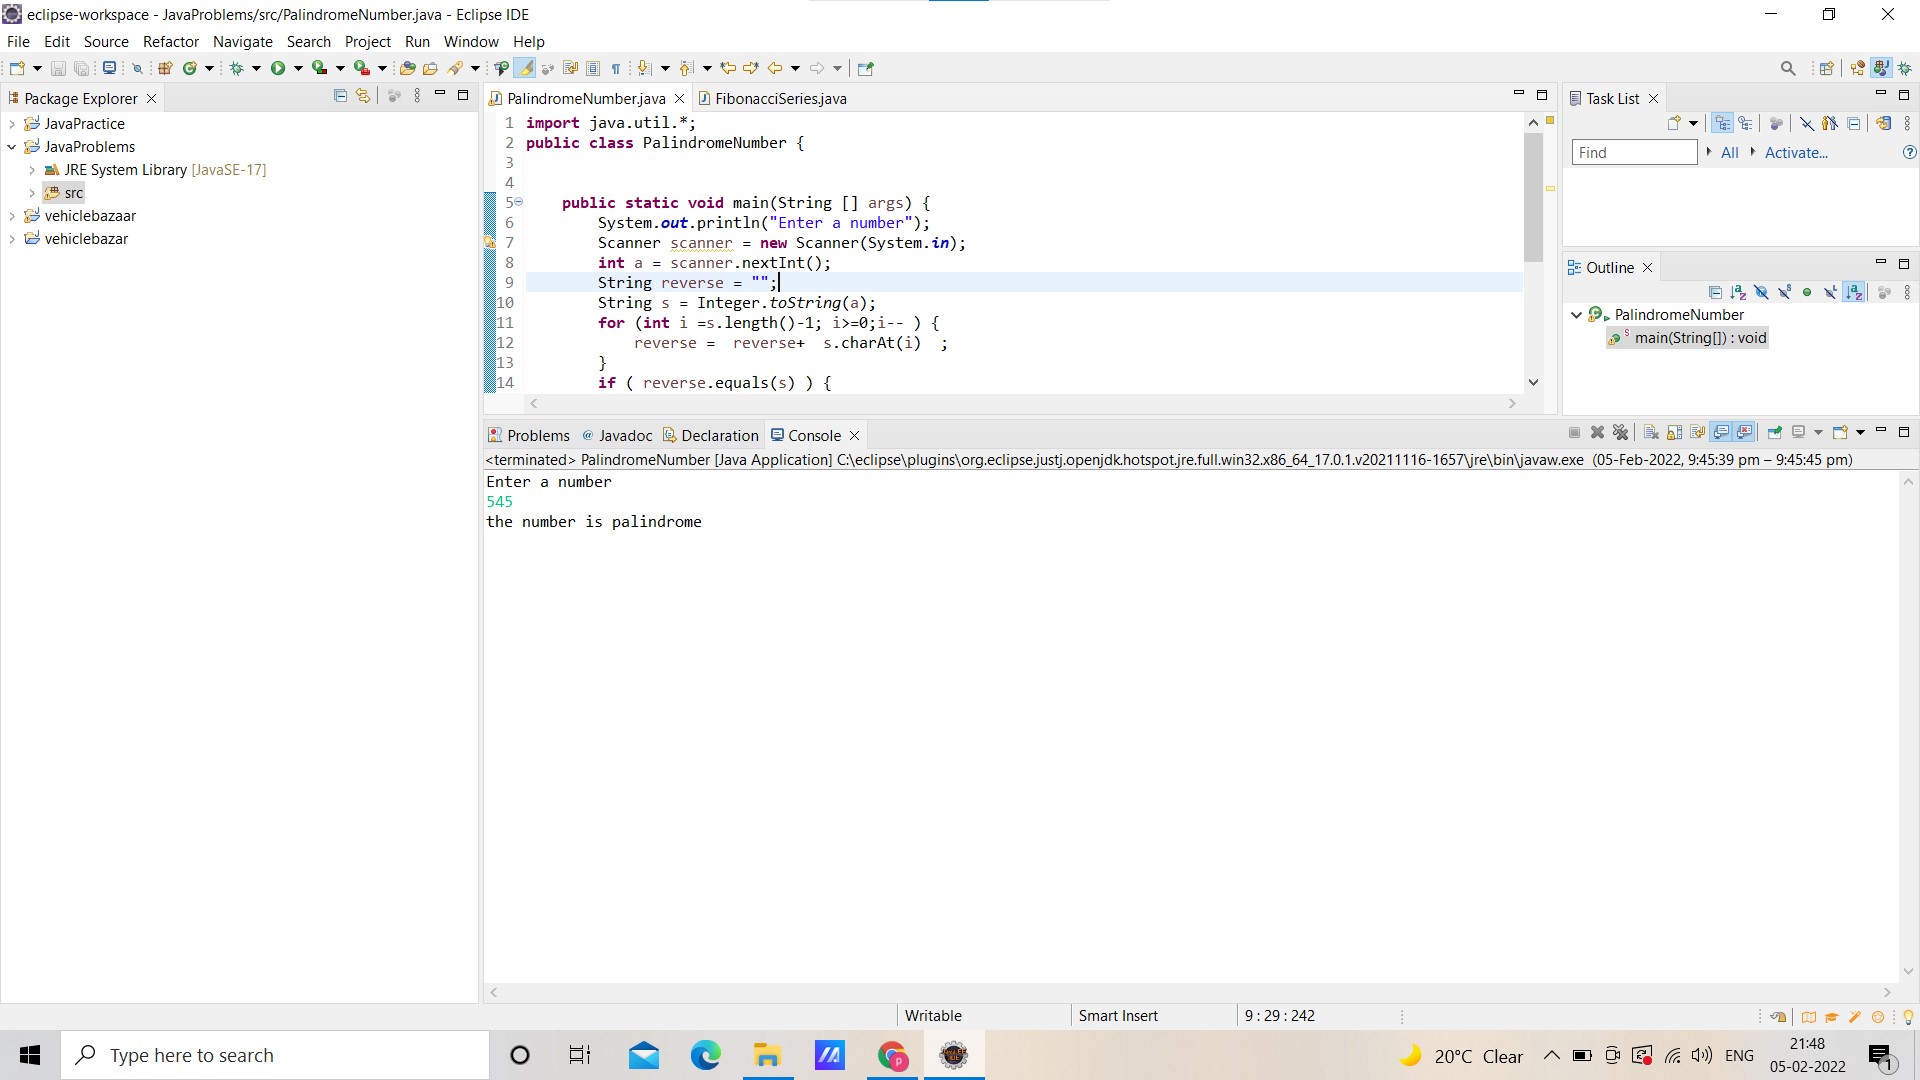 eclipse-workspace - JavaProblems/src/PalindromeNumber.java - Eclipse IDE
File Edit Source Refactor Navigate Search Project Run Window Help
Package Explorer
JavaPractice
JavaProblems
JRE System Library [JavaSE-17]
src
vehiclebazaar
vehiclebazar
PalindromeNumber.java
FibonacciSeries.java
1 import java.util.*;
2 public class PalindromeNumber {
3
4
5 public static void main(String [] args) {
6 System.out.println("Enter a number");
7 Scanner scanner = new Scanner(System.in);
8 int a = scanner.nextInt();
9 String reverse = "";
10 String s = Integer.toString(a);
11 for (int i =s.length()-1; i>=0;i-- ) {
12 reverse =  reverse+  s.charAt(i)  ;
13 }
14 if ( reverse.equals(s) ) {
Task List
Find
All
Activate...
Outline
PalindromeNumber
main(String[]) : void
Problems
@ Javadoc
Declaration
Console
<terminated> PalindromeNumber [Java Application] C:\eclipse\plugins\org.eclipse.justj.openjdk.hotspot.jre.full.win32.x86_64_17.0.1.v20211116-1657\jre\bin\javaw.exe (05-Feb-2022, 9:45:39 pm – 9:45:45 pm)
Enter a number
545
the number is palindrome
Writable
Smart Insert
9 : 29 : 242
Type here to search
20°C Clear
ENG
21:48
05-02-2022
1